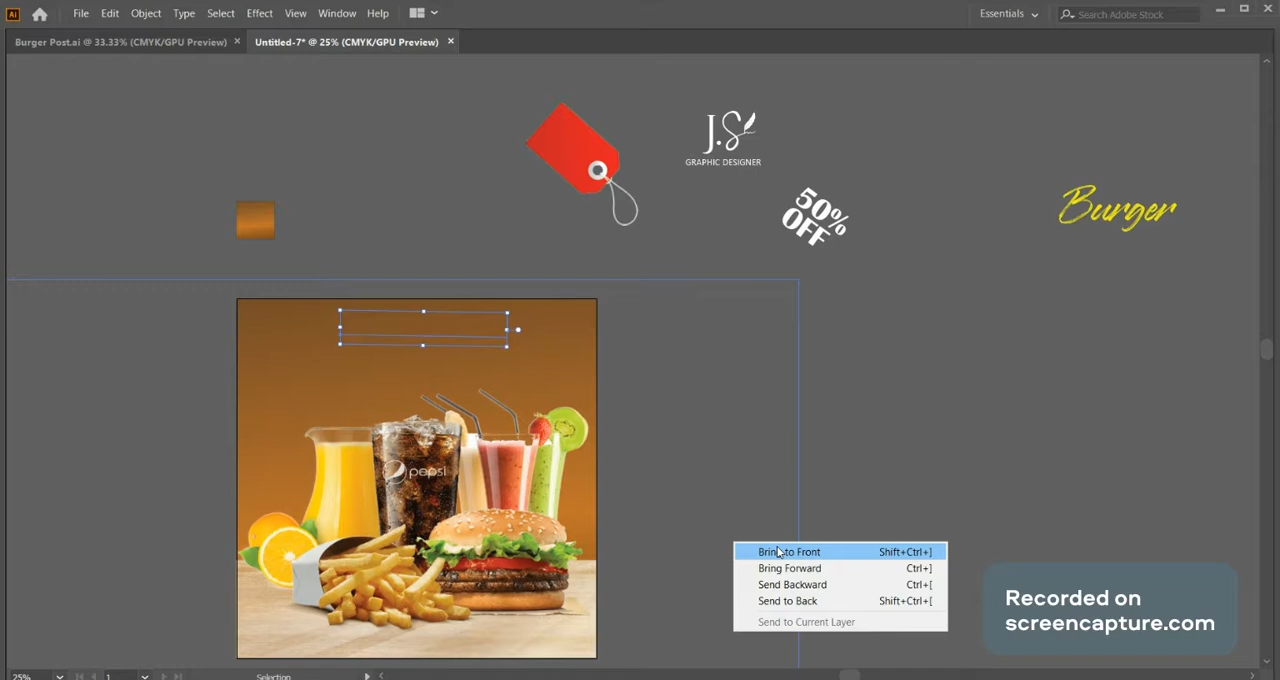 Ai File Edit Object Type Select Effect View Window Help Essentials Search Adobe Stock
Burger Post.ai @ 33.33% (CMYK/GPU Preview) × Untitled-7* @ 25% (CMYK/GPU Preview) ×
J.S
GRAPHIC DESIGNER
50%
OFF
Burger
pepsi
Bring to Front Shift+Ctrl+]
Bring Forward Ctrl+]
Send Backward Ctrl+[
Send to Back Shift+Ctrl+[
Send to Current Layer
Recorded on
screencapture.com
25% 1 Selection